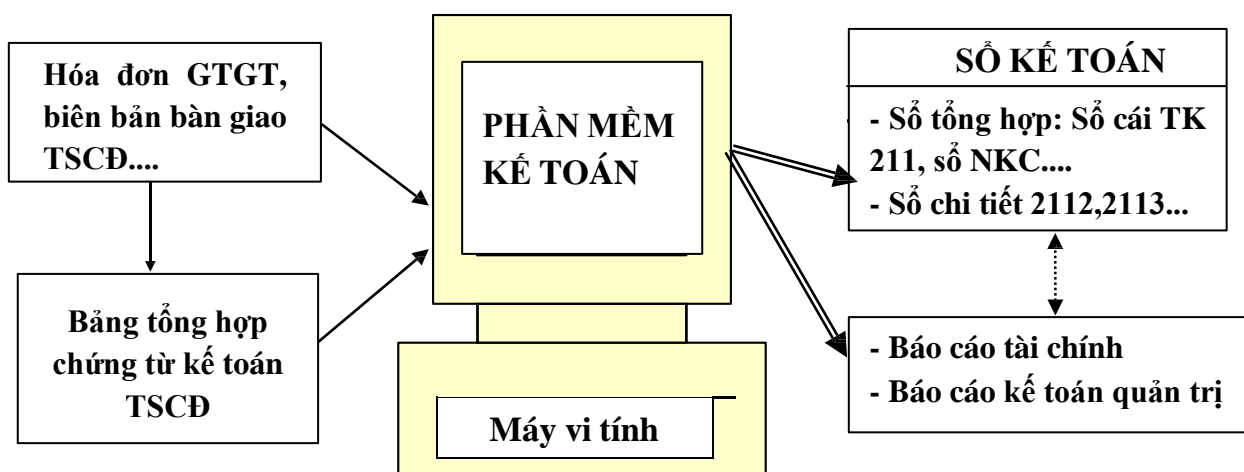 Hóa đơn GTGT,
biên bản bàn giao
TSCĐ....
Bảng tổng hợp
chứng từ kế toán
TSCĐ
PHẦN MỀM
KẾ TOÁN
Máy vi tính
SỔ KẾ TOÁN
- Sổ tổng hợp: Sổ cái TK
211, sổ NKC....
- Sổ chi tiết 2112,2113...
- Báo cáo tài chính
- Báo cáo kế toán quản trị